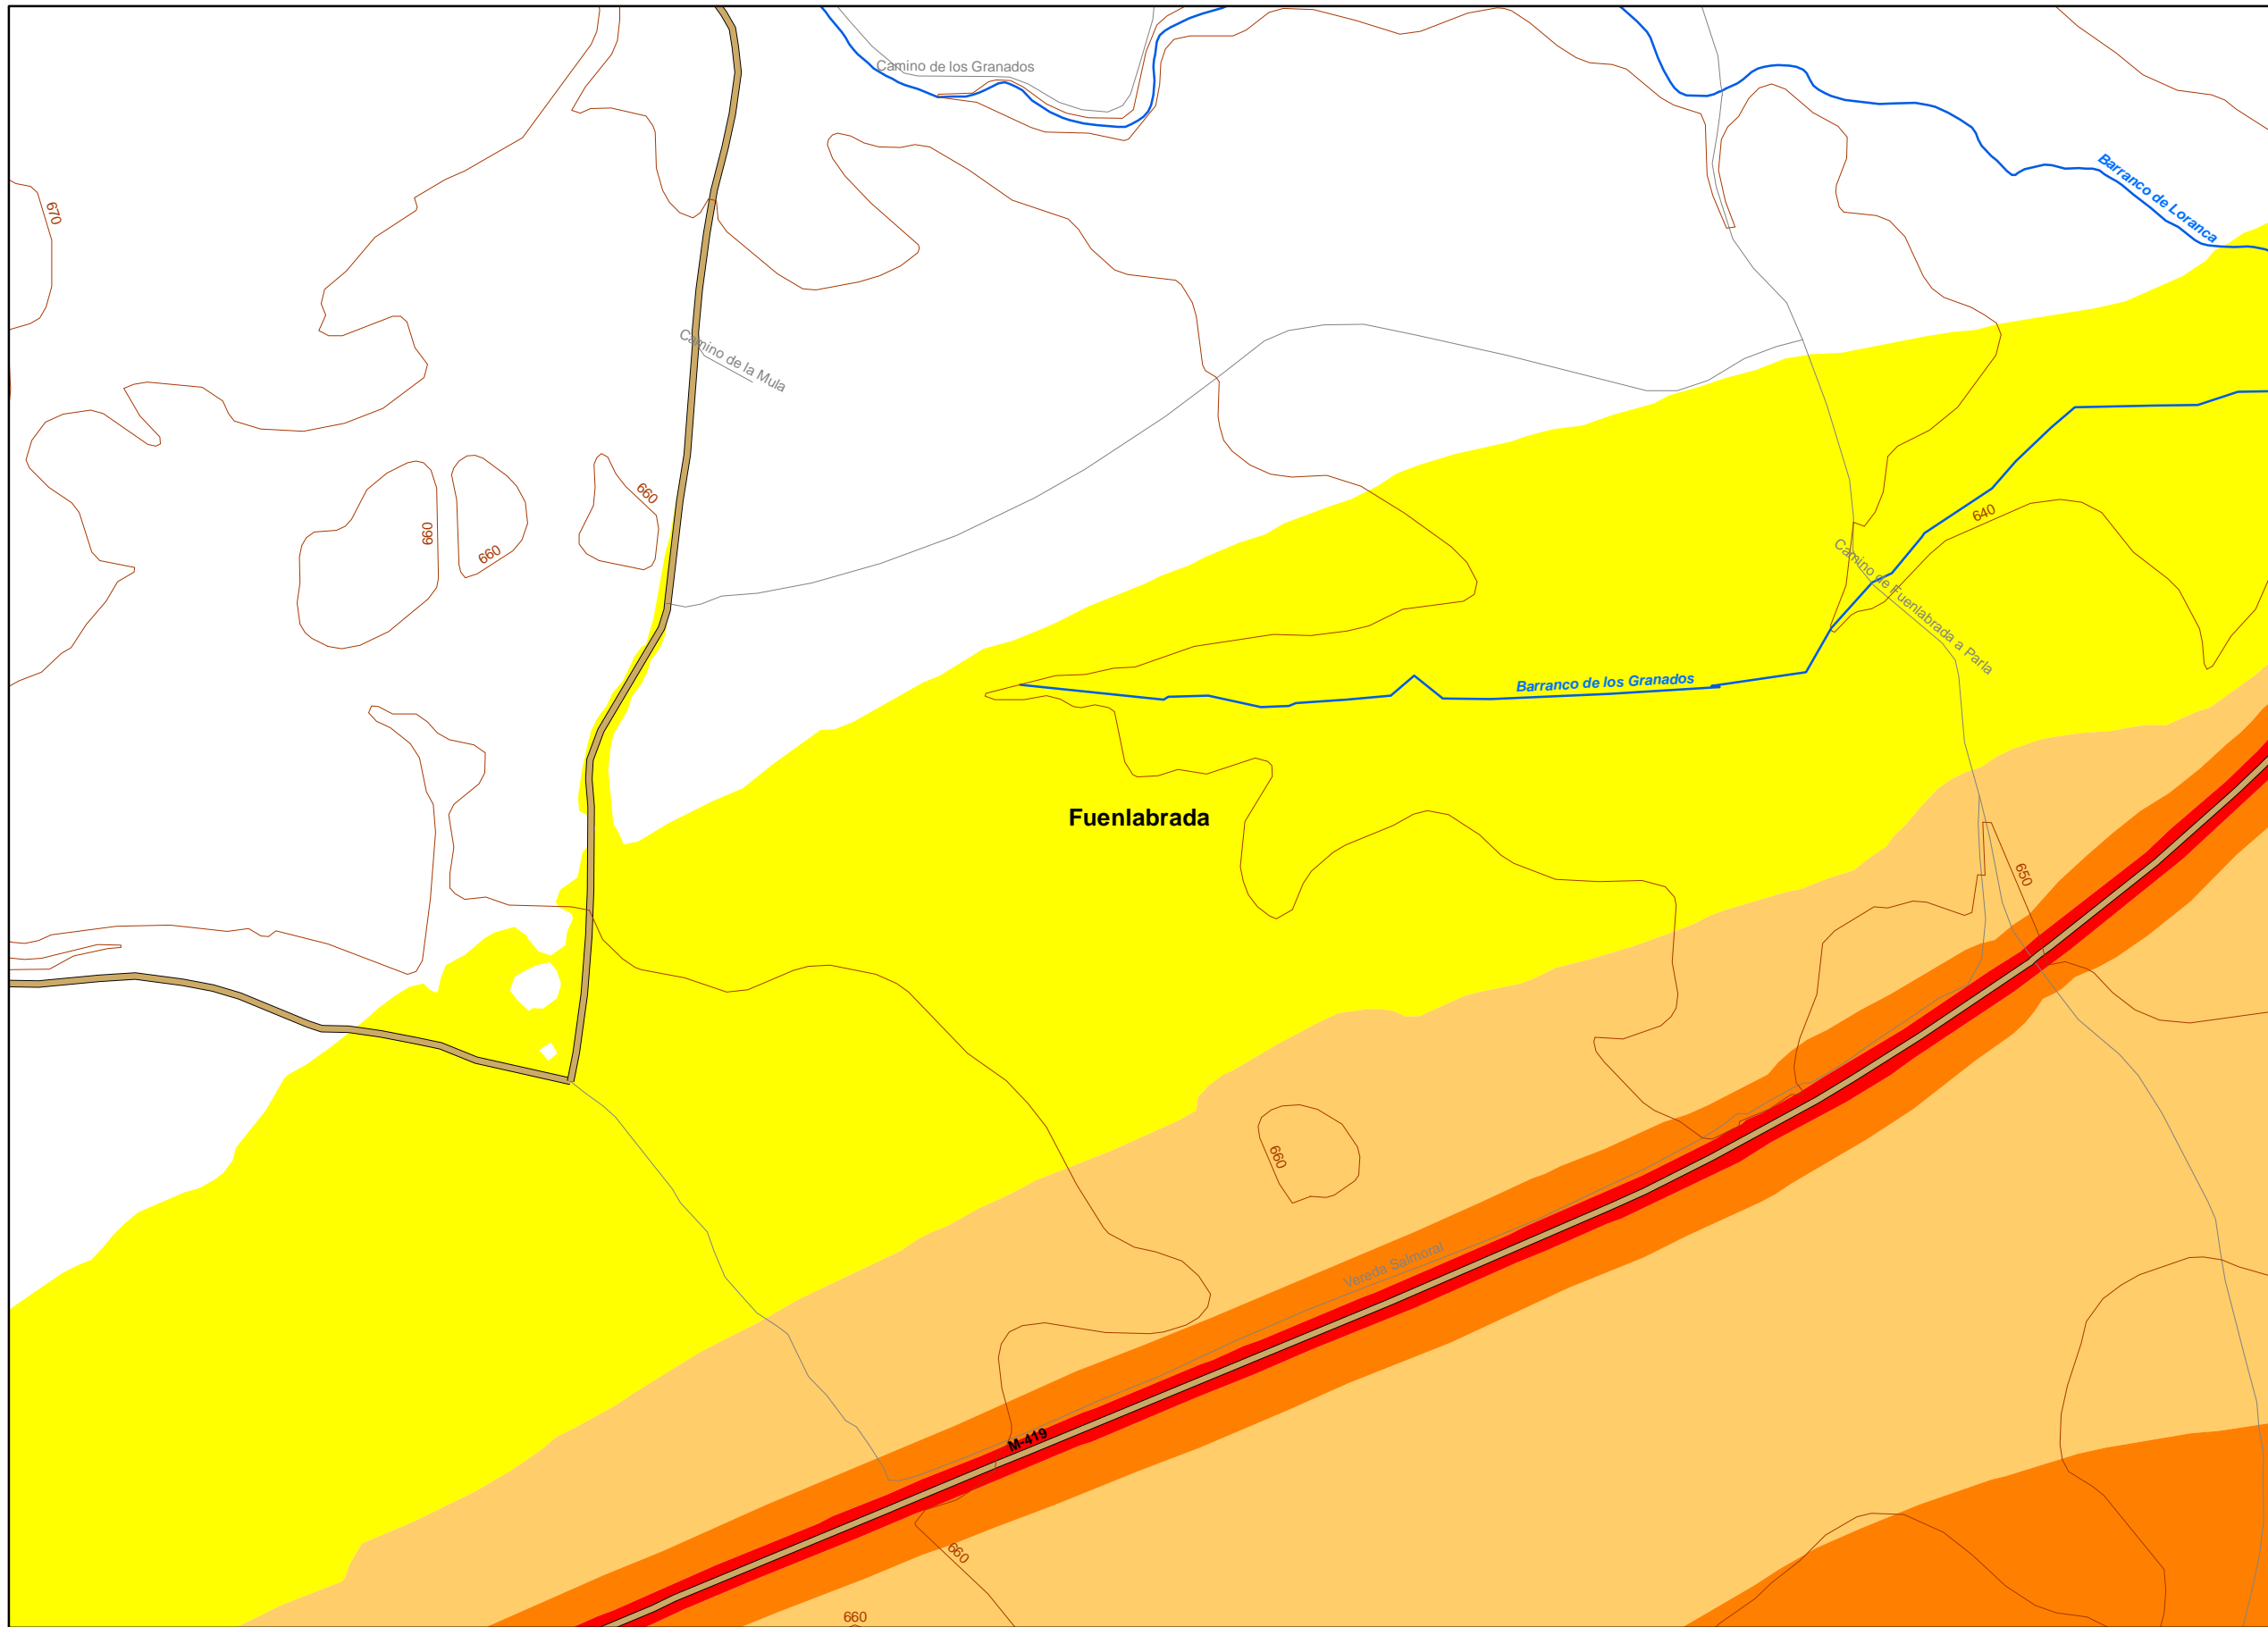 Camino de los Granados
Barranco de Loranca
670
Camino de la Mula
660
660
660
640
Camino de Fuenlabrada a Parla
Barranco de los Granados
Fuenlabrada
650
660
Vereda Salmoral
M-419
660
660